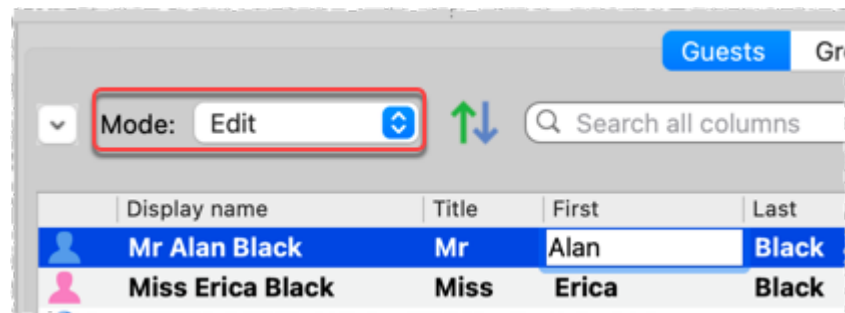 Guests Gr
Mode: Edit Search all columns
Display name Title First Last
Mr Alan Black Mr Alan Black
Miss Erica Black Miss Erica Black